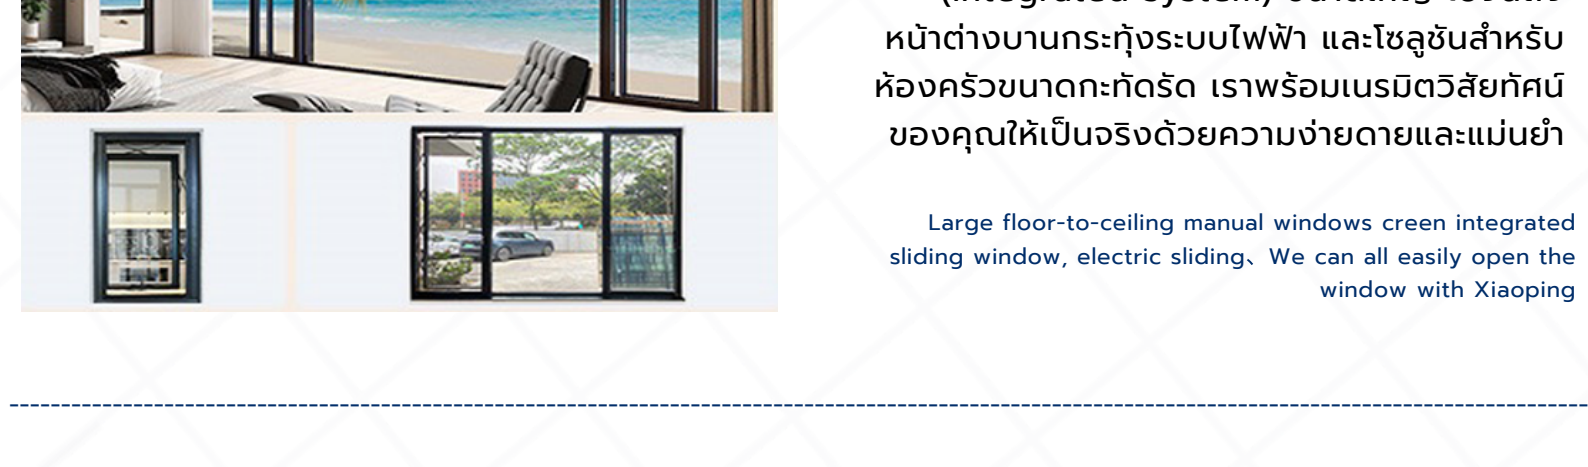 (Integrated System)
หน้าต่างบานกระทุ้งระบบไฟฟ้า และโซลูชันสำหรับ
ห้องครัวขนาดกะทัดรัด เราพร้อมเนรมิตวิสัยทัศน์
ของคุณให้เป็นจริงด้วยความง่ายดายและแม่นยำ
Large floor-to-ceiling manual windows creen integrated
sliding window, electric sliding、We can all easily open the
window with Xiaoping